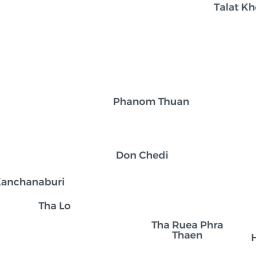 Talat Kh
Phanom Thuan
Don Chedi
anchanaburi
Tha Lo
Tha Ruea Phra
Thaen
H